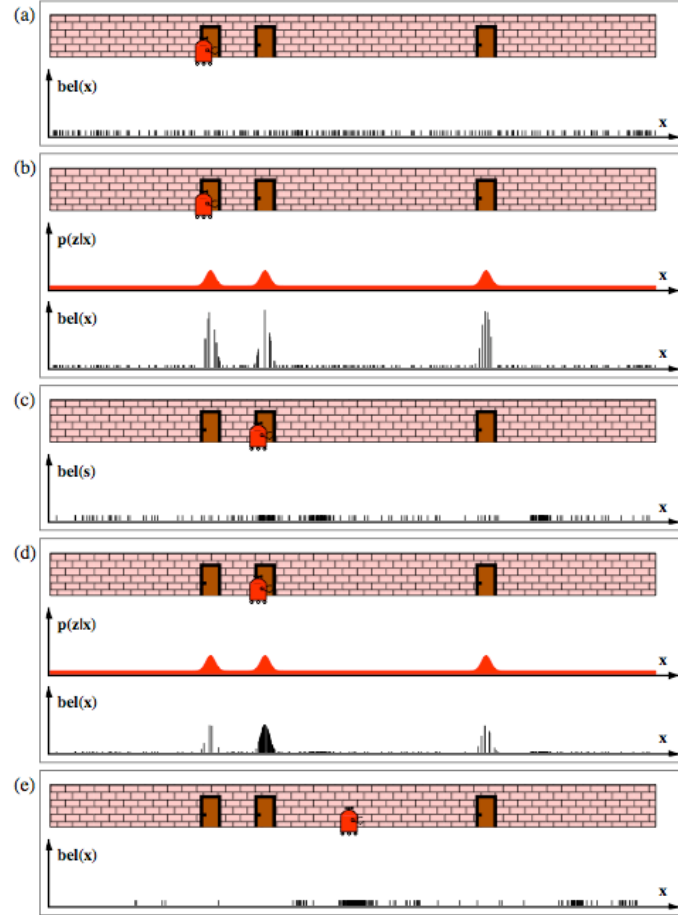 (a)
bel(x)
x
(b)
p(z|x)
x
bel(x)
x
(c)
bel(s)
x
(d)
p(z|x)
x
bel(x)
x
(e)
bel(x)
x